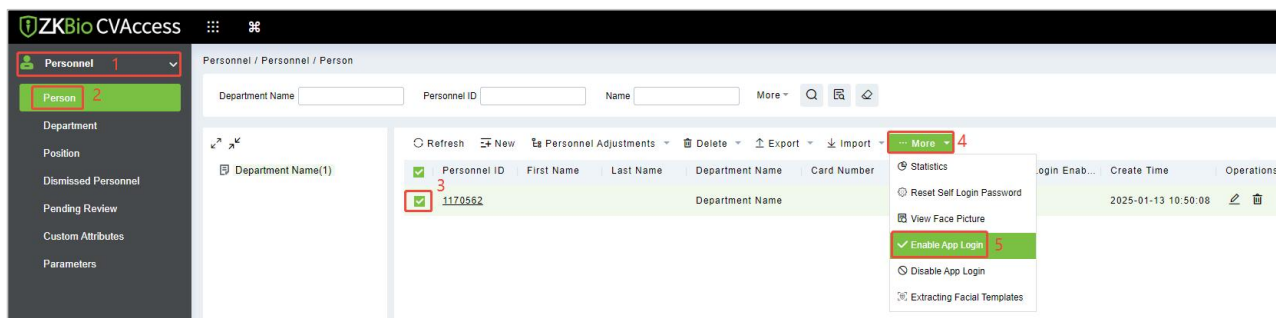 ZKBio CVAccess
Personnel 1
Person 2
Department
Position
Dismissed Personnel
Pending Review
Custom Attributes
Parameters
Personnel / Personnel / Person
Department Name Personnel ID Name More
Department Name(1)
Refresh New Personnel Adjustments Delete Export Import ··· More 4
Personnel ID First Name Last Name Department Name Card Number ogin Enab... Create Time Operations
3
1170562 Department Name 2025-01-13 10:50:08
Statistics
Reset Self Login Password
View Face Picture
Enable App Login 5
Disable App Login
Extracting Facial Templates